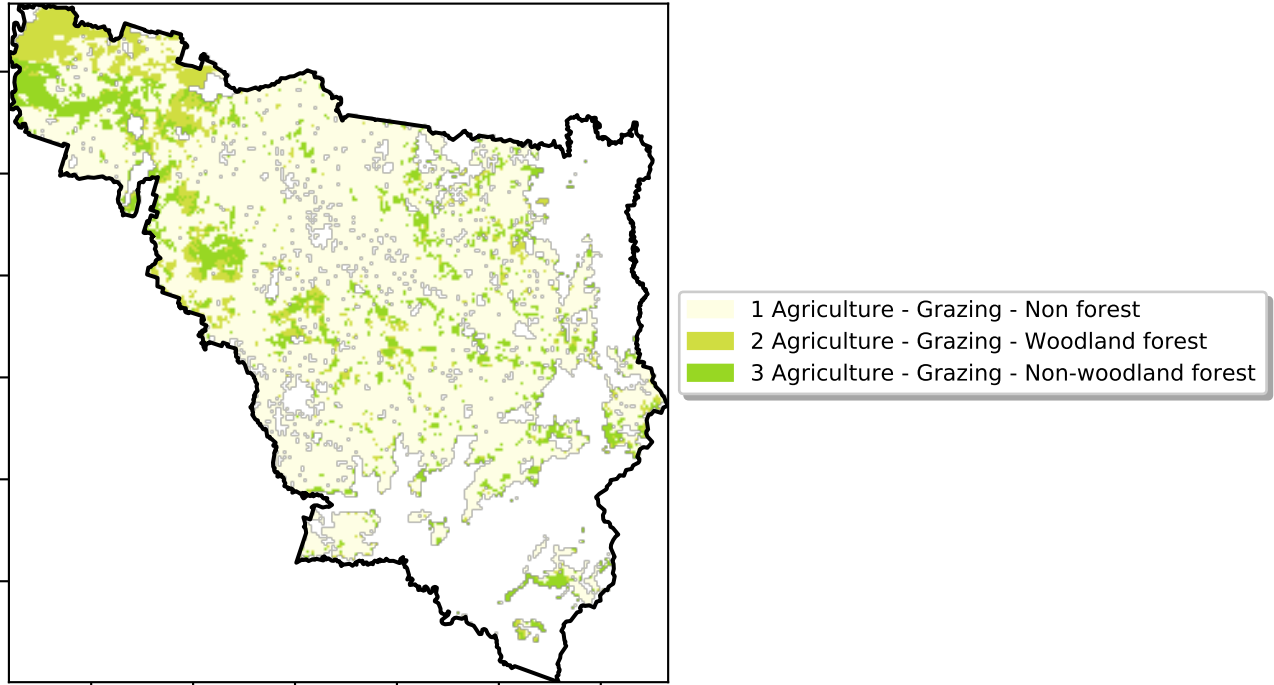 1 Agriculture - Grazing - Non forest
2 Agriculture - Grazing - Woodland forest
3 Agriculture - Grazing - Non-woodland forest